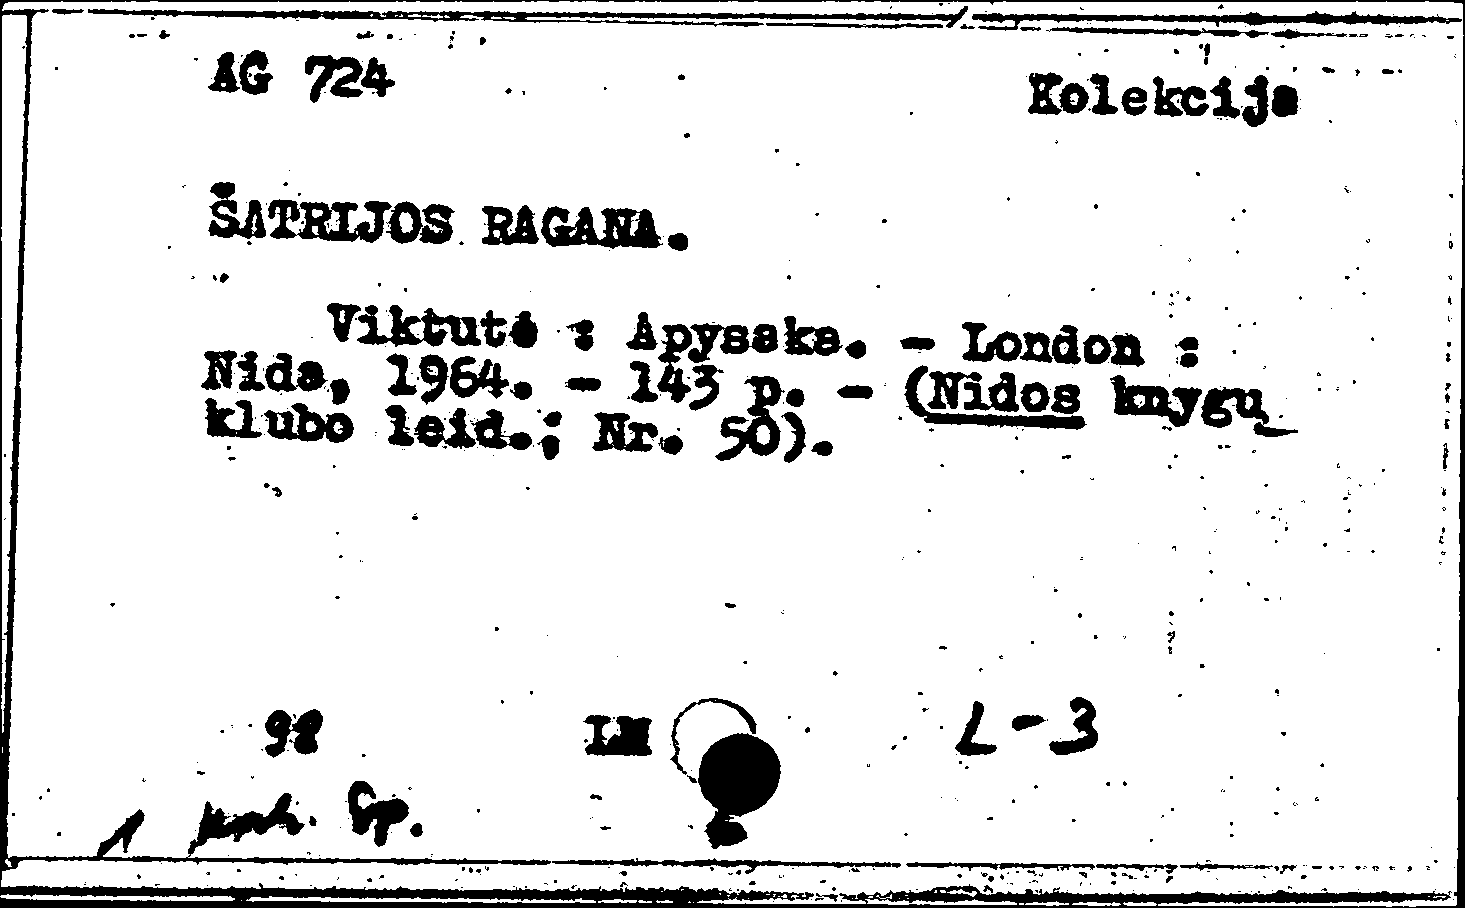 AG 724 Kolekcija
ŠATRIJOS RAGANA.
Viktutė : Apysaka. - London :
Nida, 1964. - 143 p. - (Nidos knygų
klubo leid.; Nr. 50).
98 LM L-3
1 Sp.